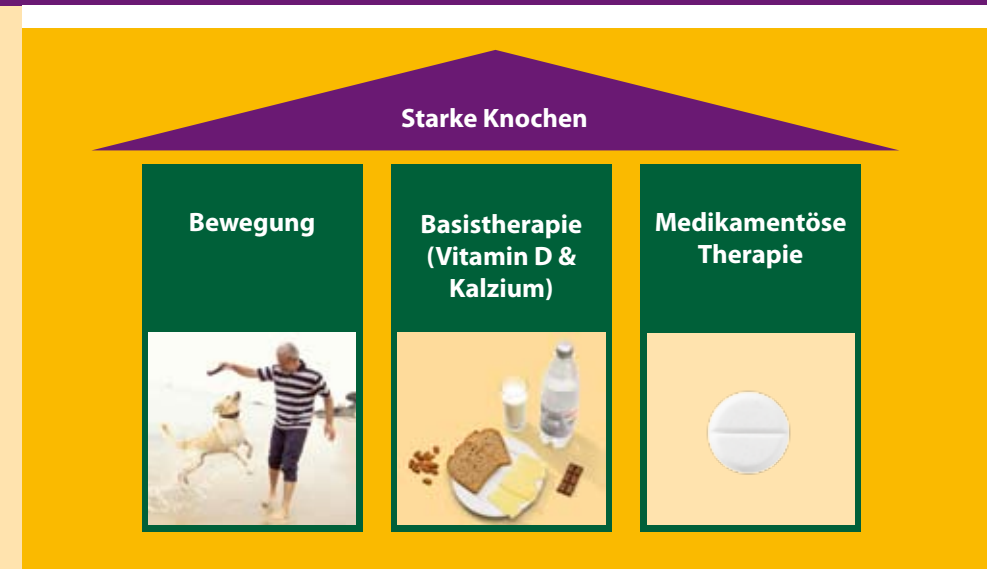 Starke Knochen
Bewegung
Basistherapie
(Vitamin D &
Kalzium)
Medikamentöse
Therapie